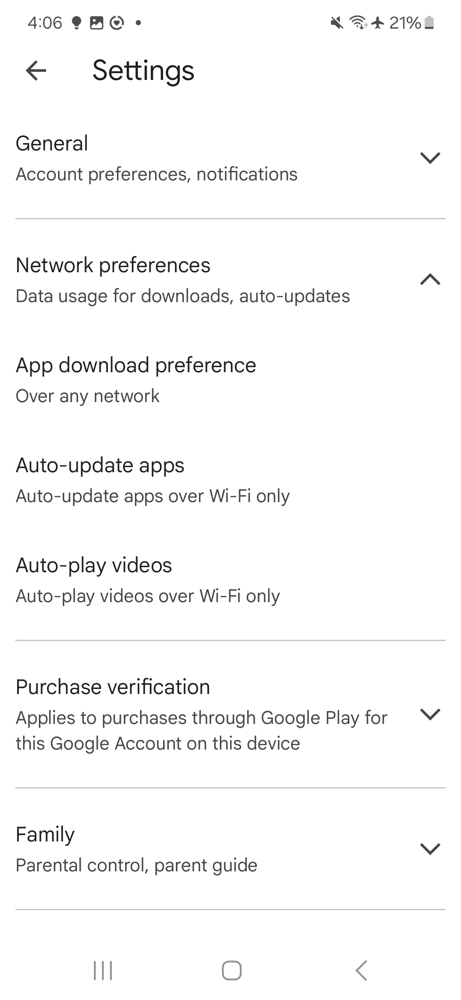 4:06
21%
Settings
General
Account preferences, notifications
Network preferences
Data usage for downloads, auto-updates
App download preference
Over any network
Auto-update apps
Auto-update apps over Wi-Fi only
Auto-play videos
Auto-play videos over Wi-Fi only
Purchase verification
Applies to purchases through Google Play for
this Google Account on this device
Family
Parental control, parent guide